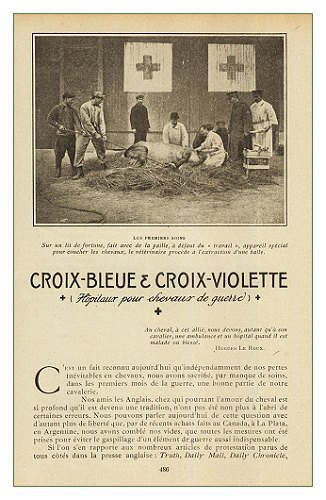 LES PREMIERS SOINS
Sur un lit de fortune, fait avec de la paille, à défaut du « travail », appareil spécial
pour coucher les chevaux, le vétérinaire procède à l'extraction d'une balle.
CROIX-BLEUE & CROIX-VIOLETTE
(Hôpitaux pour chevaux de guerre)
Au cheval, à cet allié, nous devons, autant qu'à son
cavalier, une ambulance et un hôpital quand il est
malade ou blessé.
HUGUES LE ROUX.
C'EST un fait reconnu aujourd'hui qu'indépendamment de nos pertes
inévitables en chevaux, nous avons sacrifié, par manque de soins,
dans les premiers mois de la guerre, une bonne partie de notre
cavalerie.
Nos amis les Anglais, chez qui pourtant l'amour du cheval est
si profond qu'il est devenu une tradition, n'ont pas été non plus à l'abri de
certaines erreurs. Nous pouvons parler aujourd'hui de cette question avec
d'autant plus de liberté que, par de récents achats faits au Canada, à La Plata,
en Argentine, nous avons comblé nos vides, que toutes les mesures ont été
prises pour éviter le gaspillage d'un élément de guerre aussi indispensable.
Si l'on s'en rapporte aux nombreux articles de protestation parus de
tous côtés dans la presse anglaise : Truth, Daily Mail, Daily Chronicle,
486